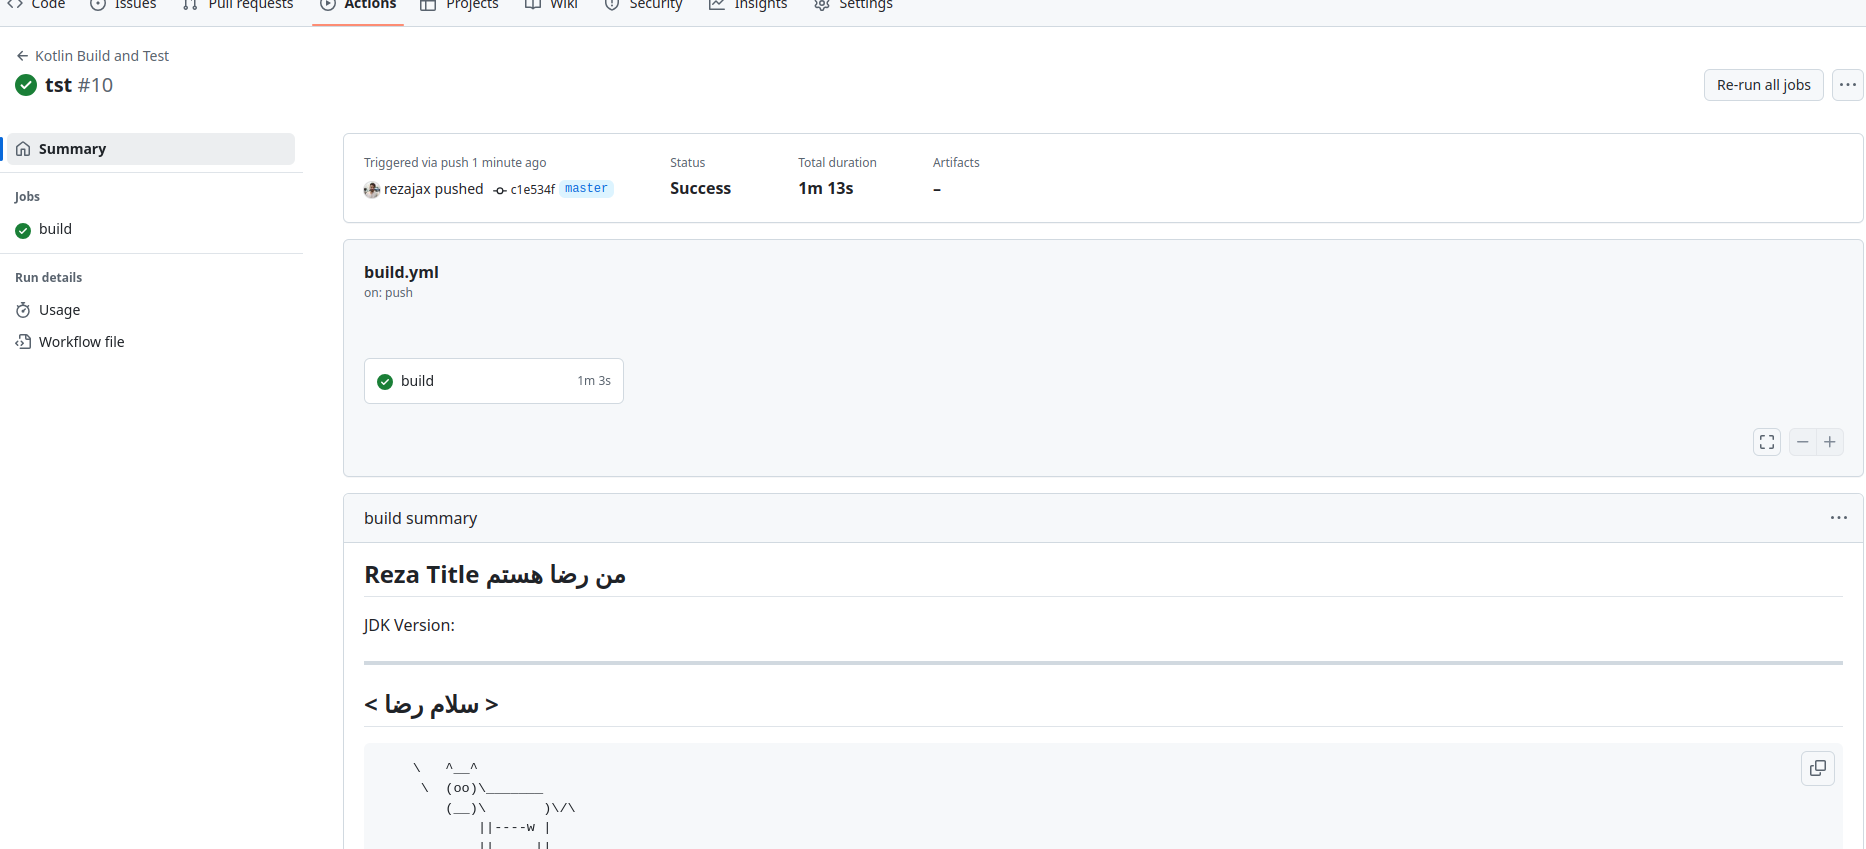 Code Issues Pull requests Actions Projects Wiki Security Insights Settings
Kotlin Build and Test
tst #10
Re-run all jobs
Summary
Jobs
build
Run details
Usage
Workflow file
Triggered via push 1 minute ago
rezajax pushed c1e534f master
Status
Success
Total duration
1m 13s
Artifacts
–
build.yml
on: push
build 1m 3s
build summary
Reza Title من رضا هستم
JDK Version:
< سلام رضا >
\   ^__^
 \  (oo)\_______
    (__)\       )\/\
        ||----w |
        ||     ||